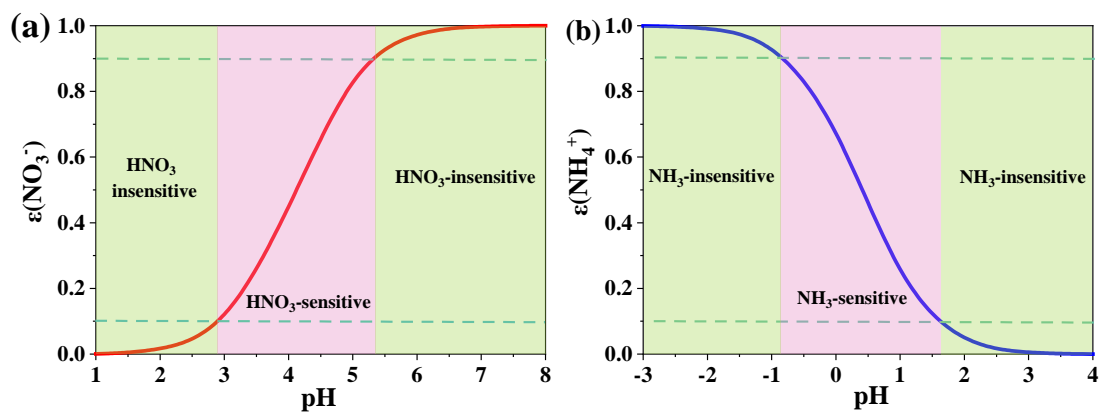 (a)
ε(NO₃⁻)
1.0
0.8
0.6
0.4
0.2
0.0
HNO₃
insensitive
HNO₃-insensitive
HNO₃-sensitive
1 2 3 4 5 6 7 8
pH
(b)
ε(NH₄⁺)
1.0
0.8
0.6
0.4
0.2
0.0
NH₃-insensitive
NH₃-insensitive
NH₃-sensitive
-3 -2 -1 0 1 2 3 4
pH